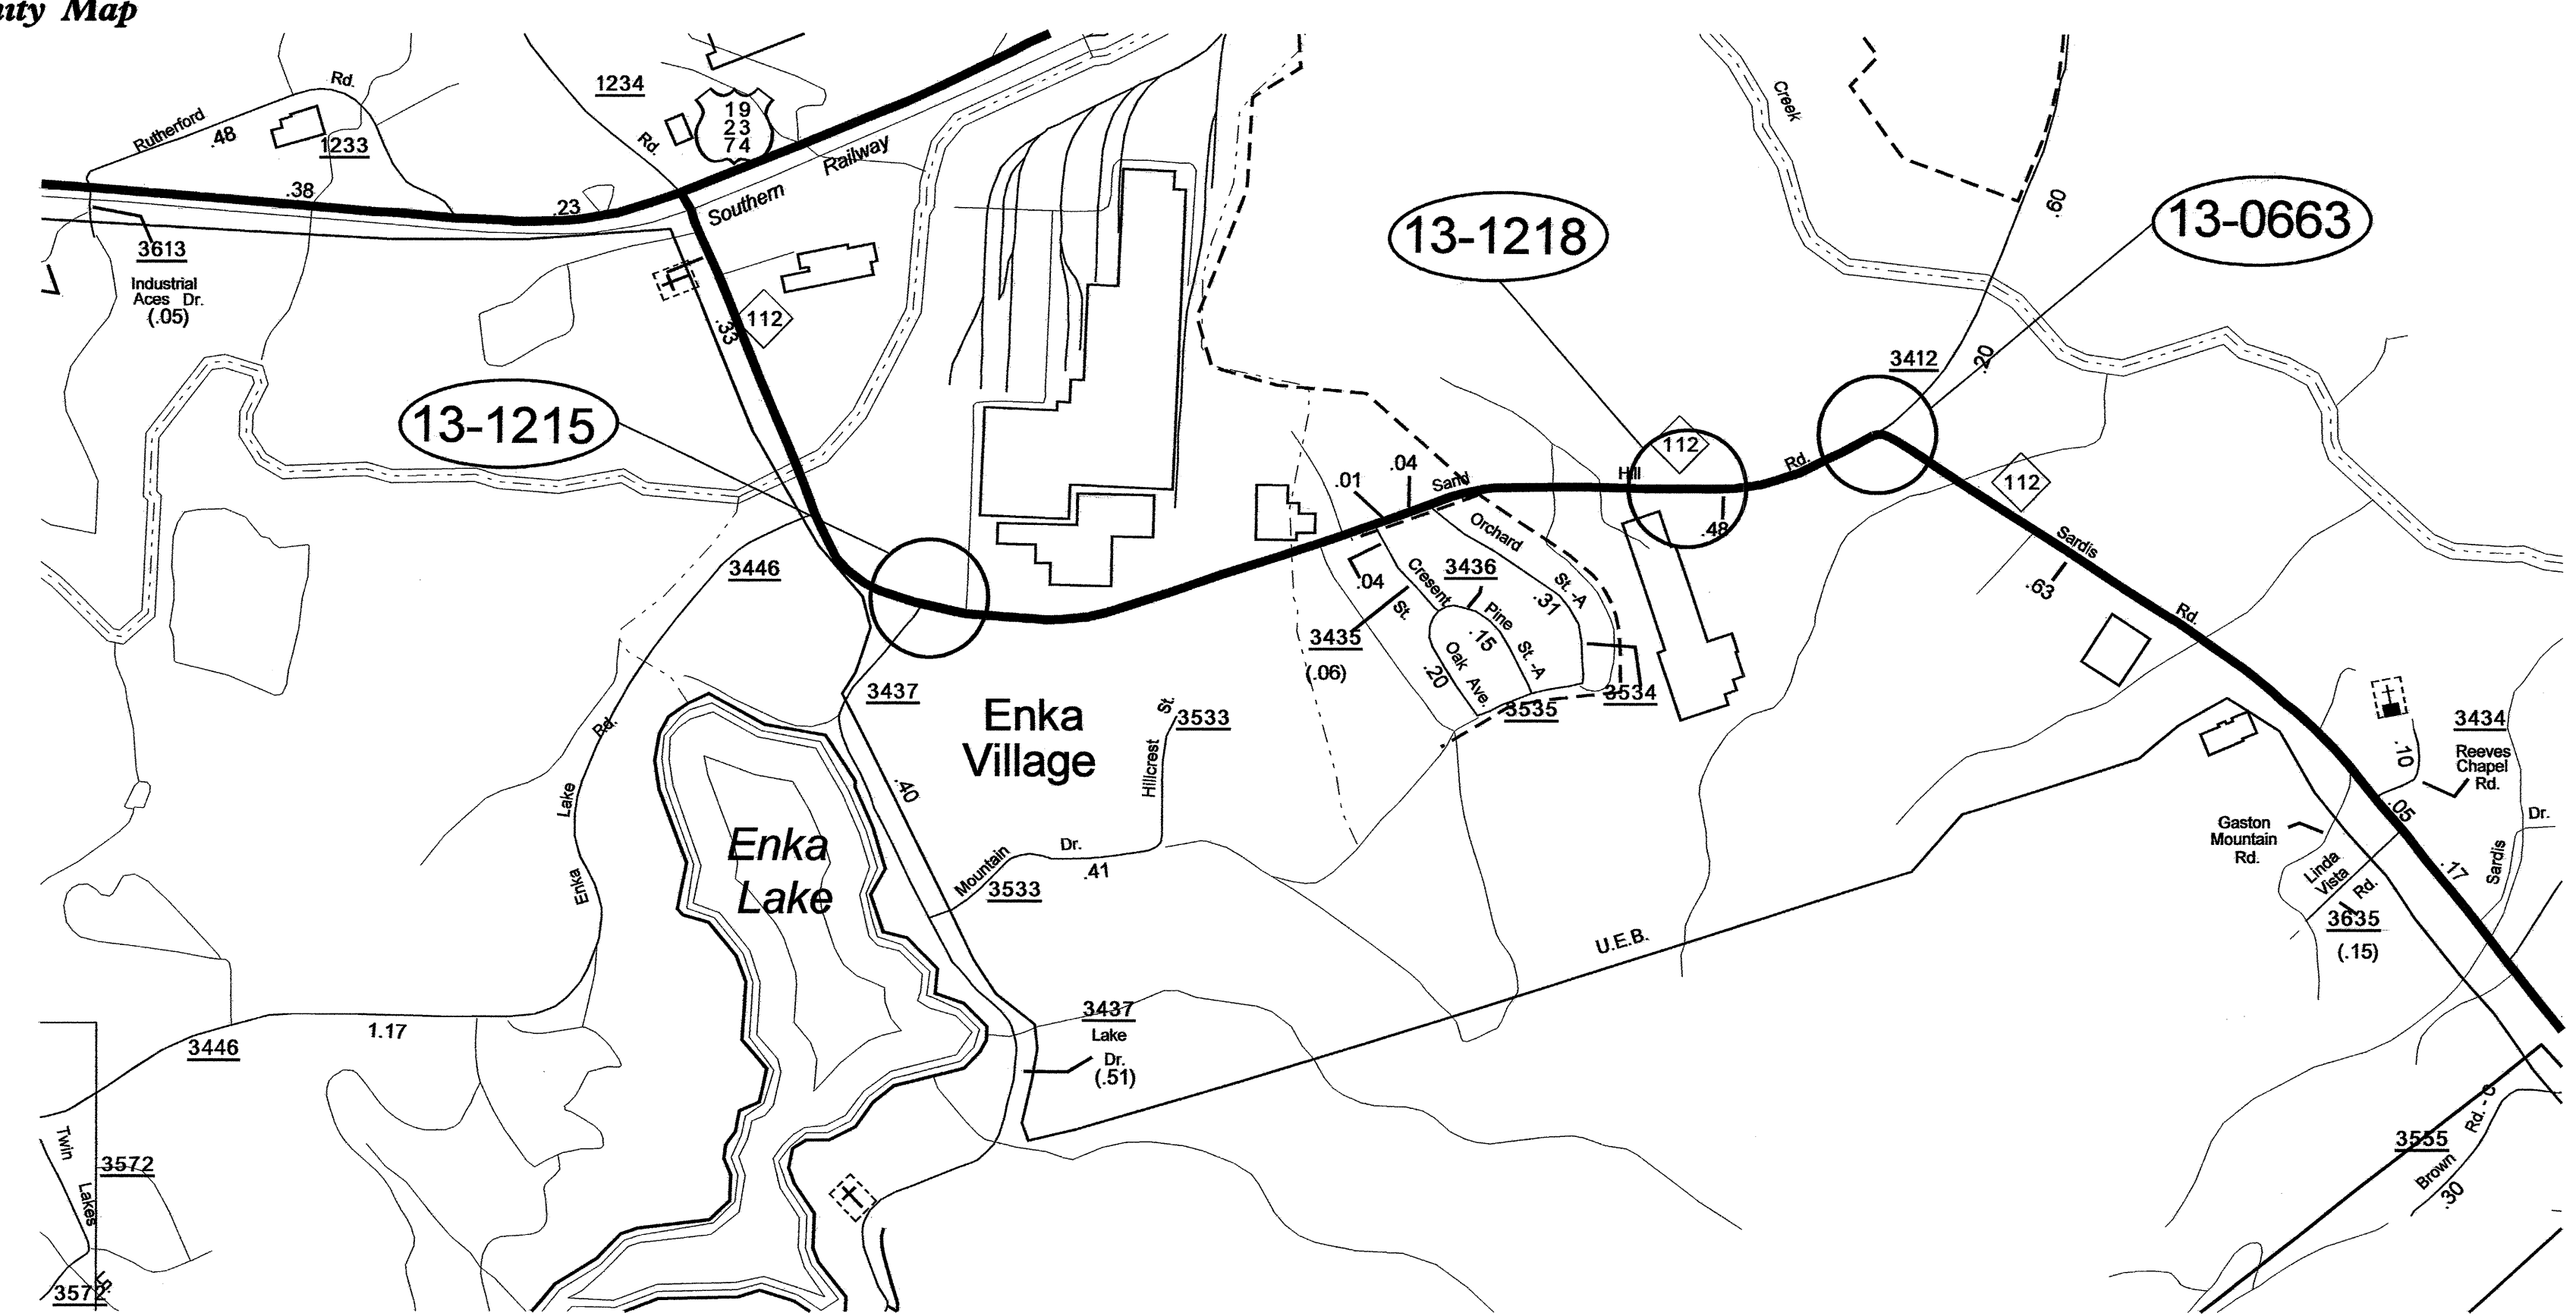 nity Map
Rd.
Rutherford
.48
1233
1234
Rd.
19
23
74
Southern Railway
.38
.23
3613
Industrial
Aces Dr.
(.05)
.33
112
13-1215
13-1218
13-0663
Creek
.60
.20
3412
112
112
Sand Hill Rd.
.01
.04
.48
Sardis Rd.
.63
Orchard St.-A
.31
3436
Cresent St.
.04
Pine St.-A
.15
Oak Ave.
.20
3435
(.06)
3534
3535
3446
3437
Enka
Village
Hillcrest St.
3533
.40
Enka
Lake
Enka Lake Rd.
Mountain Dr.
3533
.41
3437
Lake
Dr.
(.51)
U.E.B.
3446
1.17
Twin Lakes
3572
3572
3434
Reeves
Chapel
Rd.
.10
.05
.17
Gaston
Mountain
Rd.
Linda
Vista
Rd.
3635
(.15)
Sardis Dr.
3555
Brown Rd. - C
.30